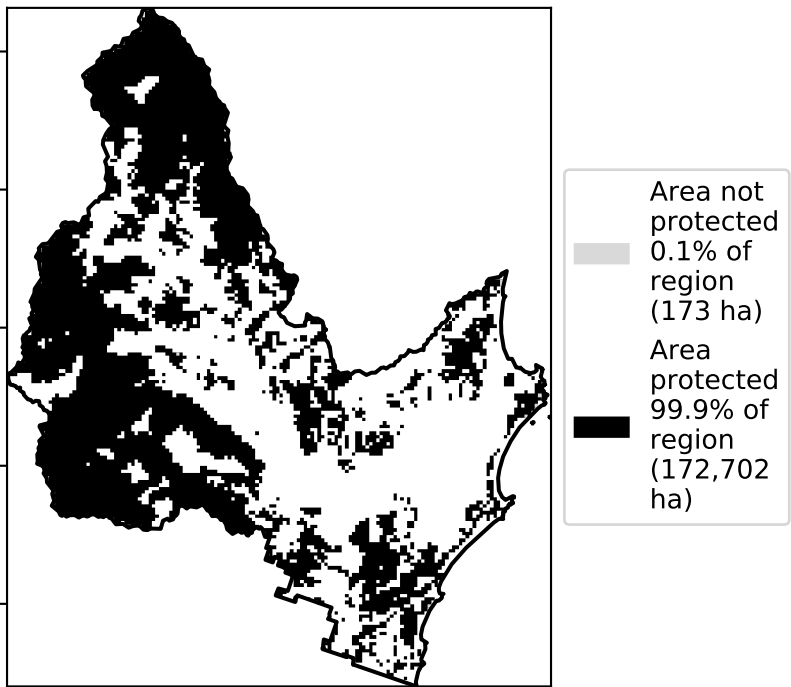 Area not
protected
0.1% of
region
(173 ha)
Area
protected
99.9% of
region
(172,702
ha)